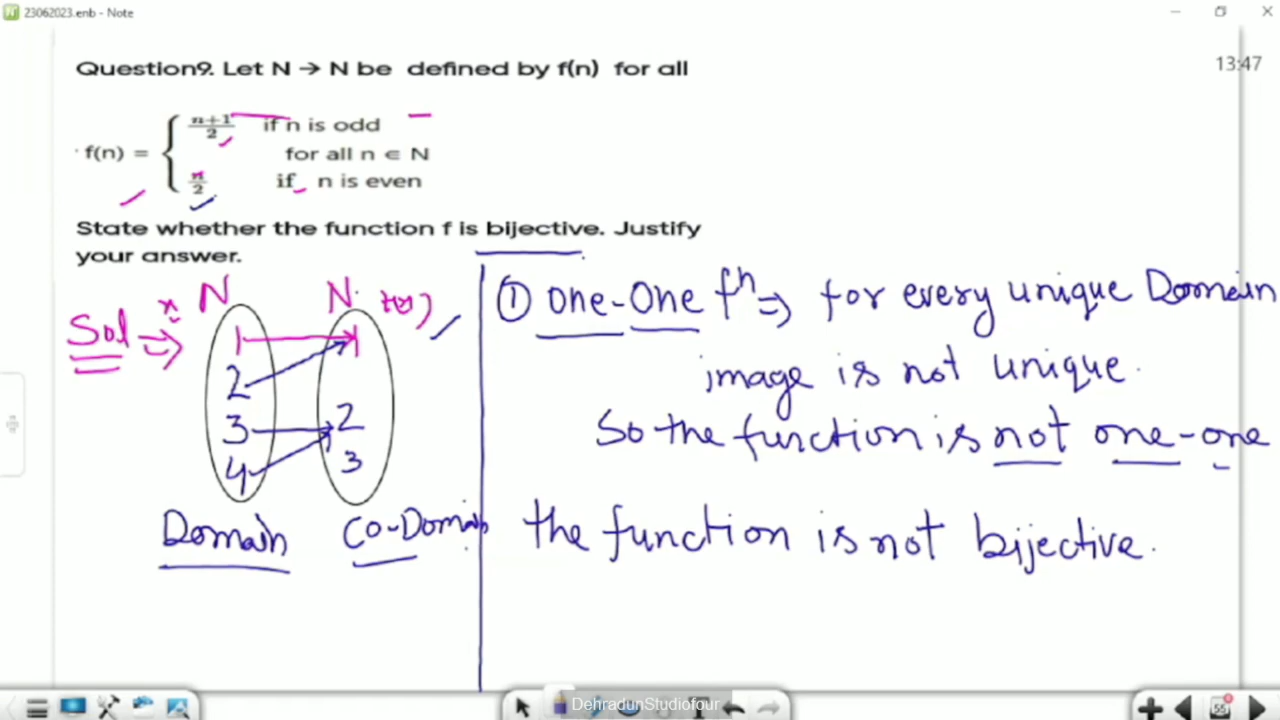 23062023.enb - Note
13:47
Question9. Let N → N be defined by f(n) for all
f(n) = { n+1/2 if n is odd
for all n ∈ N
n/2 if n is even
State whether the function f is bijective. Justify
your answer.
Sol ⇒ x N N f(x)
1 1
2
3 2
4 3
Domain Co-Domain
① one-One fⁿ ⇒ for every unique Domain
image is not unique.
So the function is not one-one
the function is not bijective.
DehradunStudiofour